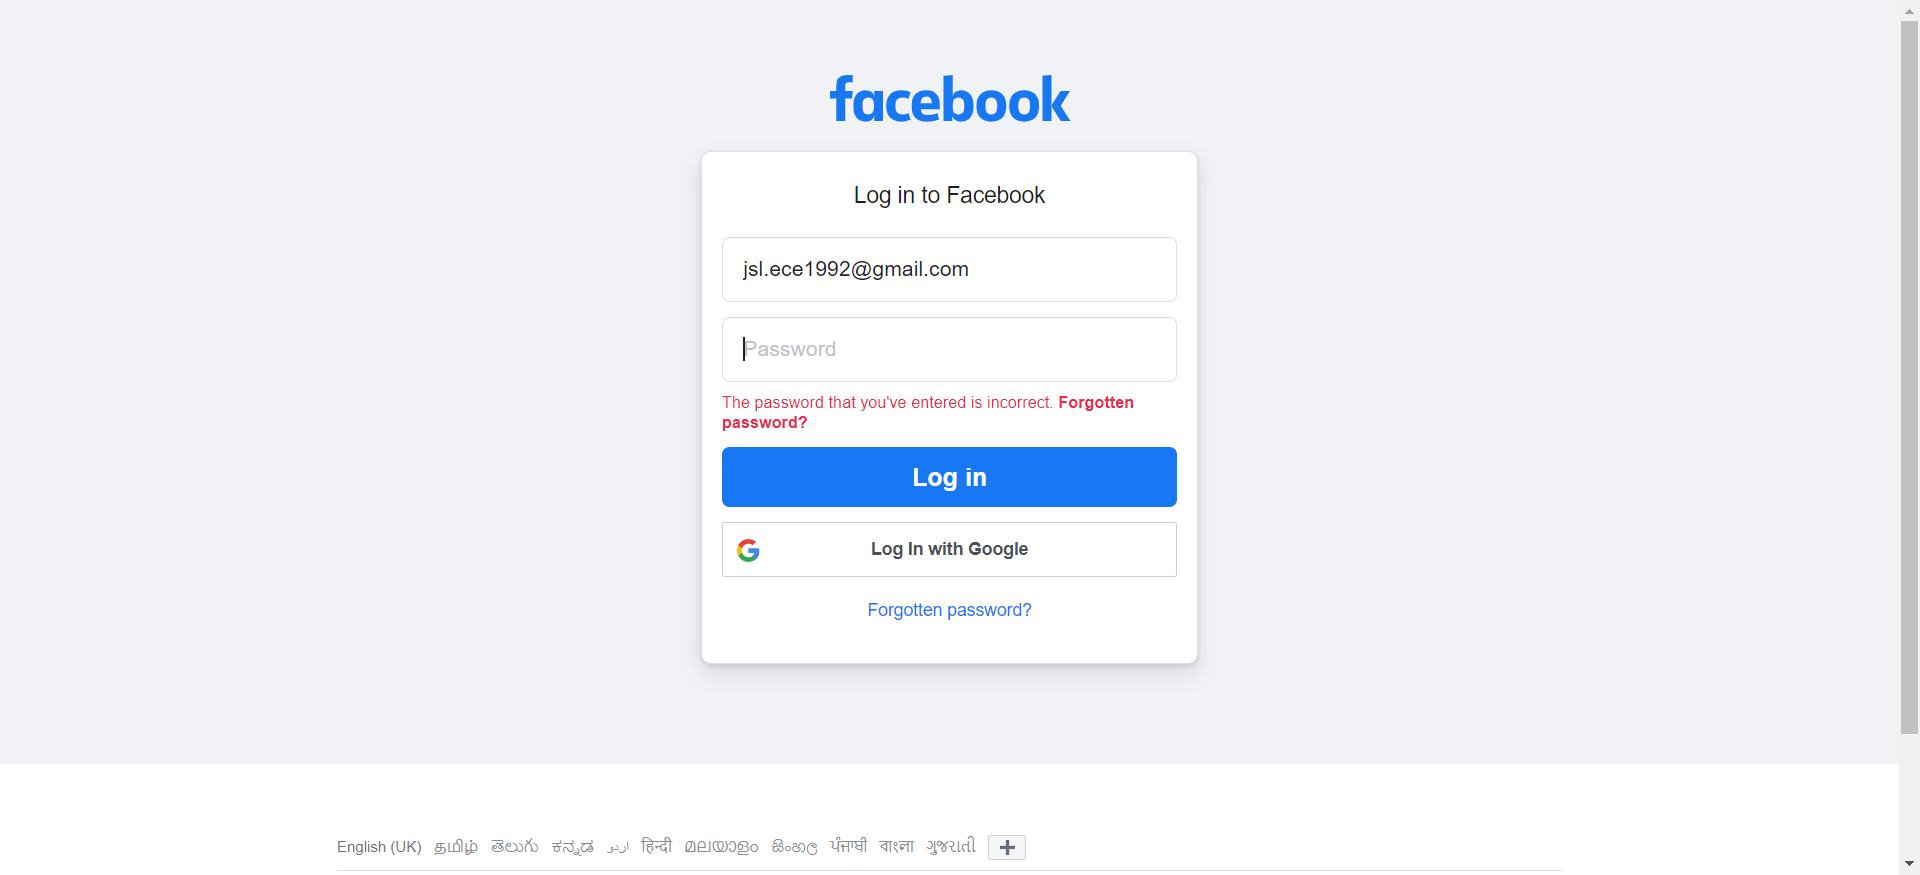 facebook
Log in to Facebook
jsl.ece1992@gmail.com
Password
The password that you've entered is incorrect. Forgotten
password?
Log in
Log In with Google
Forgotten password?
English (UK) தமிழ் తెలుగు ಕನ್ನಡ اردو हिन्दी മലയാളം සිංහල ਪੰਜਾਬੀ বাংলা ગુજરાતી